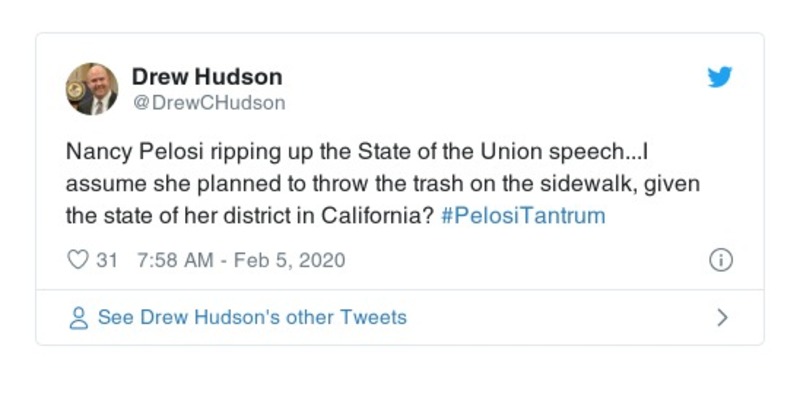 Drew Hudson
@DrewCHudson
Nancy Pelosi ripping up the State of the Union speech...I
assume she planned to throw the trash on the sidewalk, given
the state of her district in California? #PelosiTantrum
31 7:58 AM - Feb 5, 2020
See Drew Hudson's other Tweets